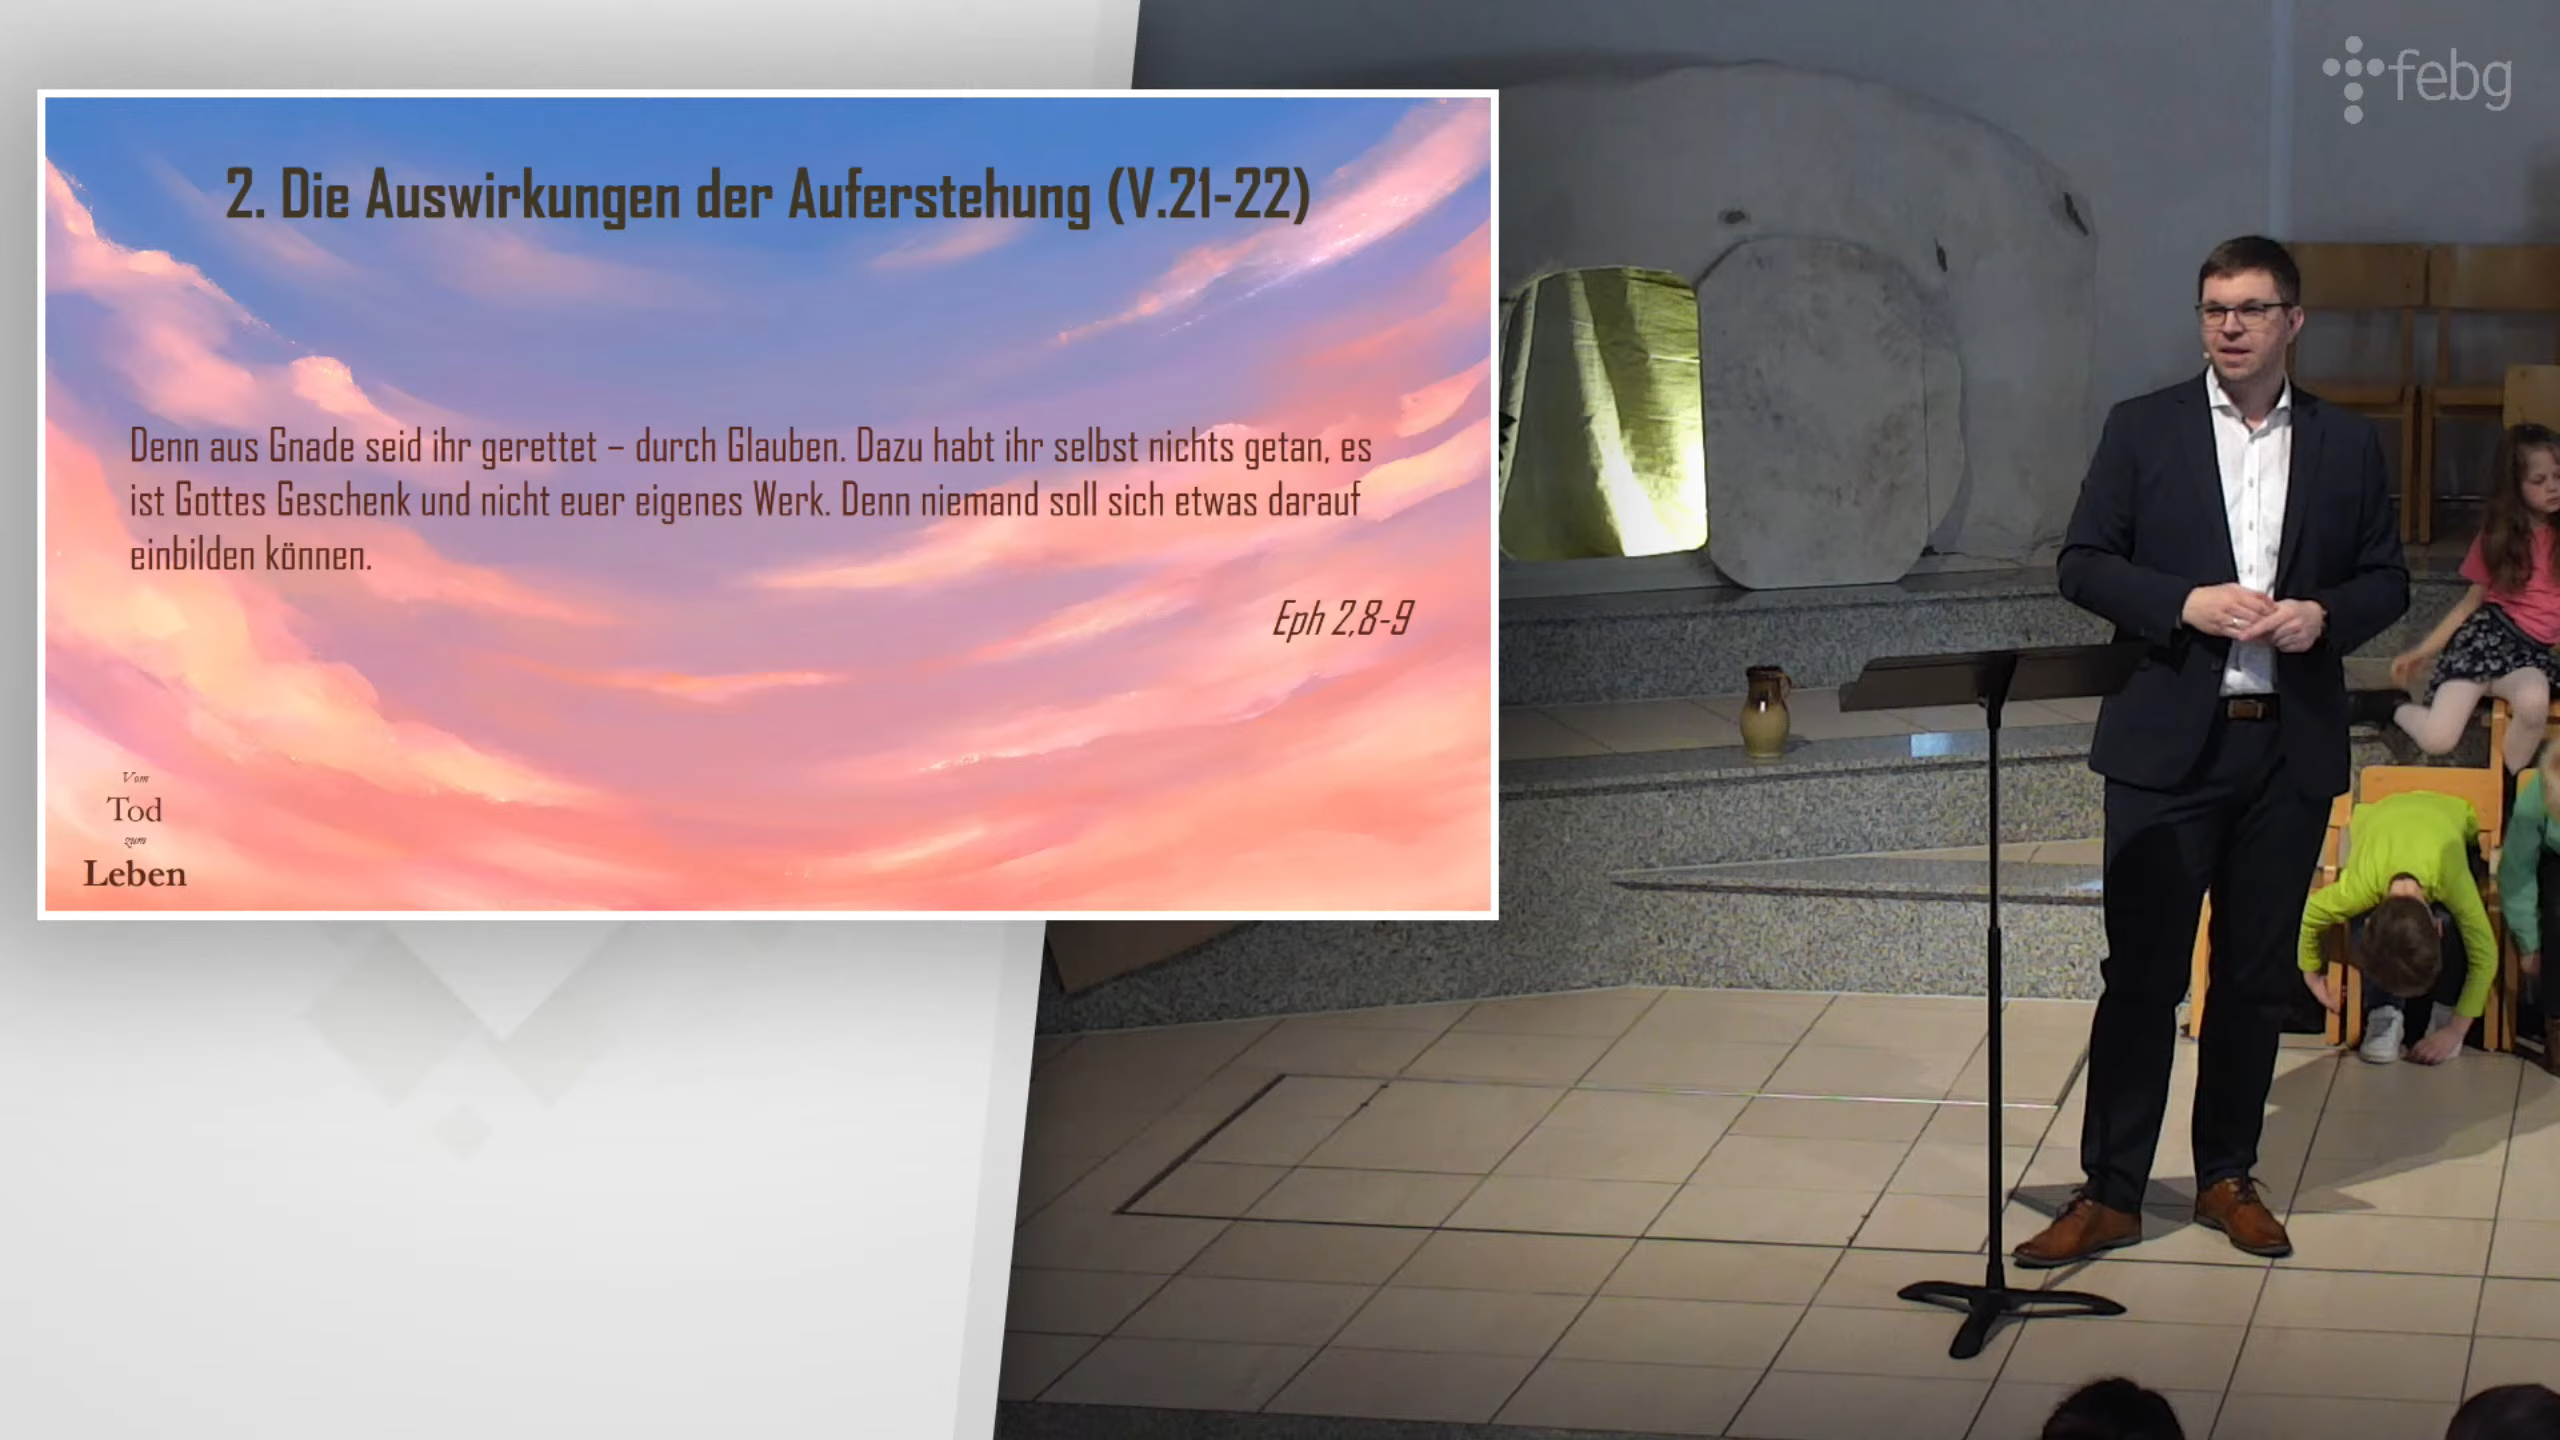 febg
2. Die Auswirkungen der Auferstehung (V.21-22)
Denn aus Gnade seid ihr gerettet – durch Glauben. Dazu habt ihr selbst nichts getan, es
ist Gottes Geschenk und nicht euer eigenes Werk. Denn niemand soll sich etwas darauf
einbilden können.
Eph 2,8-9
Vom
Tod
zum
Leben